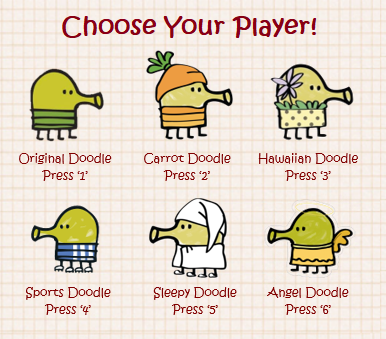 Choose Your Player!
Original Doodle
Press '1'
Carrot Doodle
Press '2'
Hawaiian Doodle
Press '3'
Sports Doodle
Press '4'
Sleepy Doodle
Press '5'
Angel Doodle
Press '6'